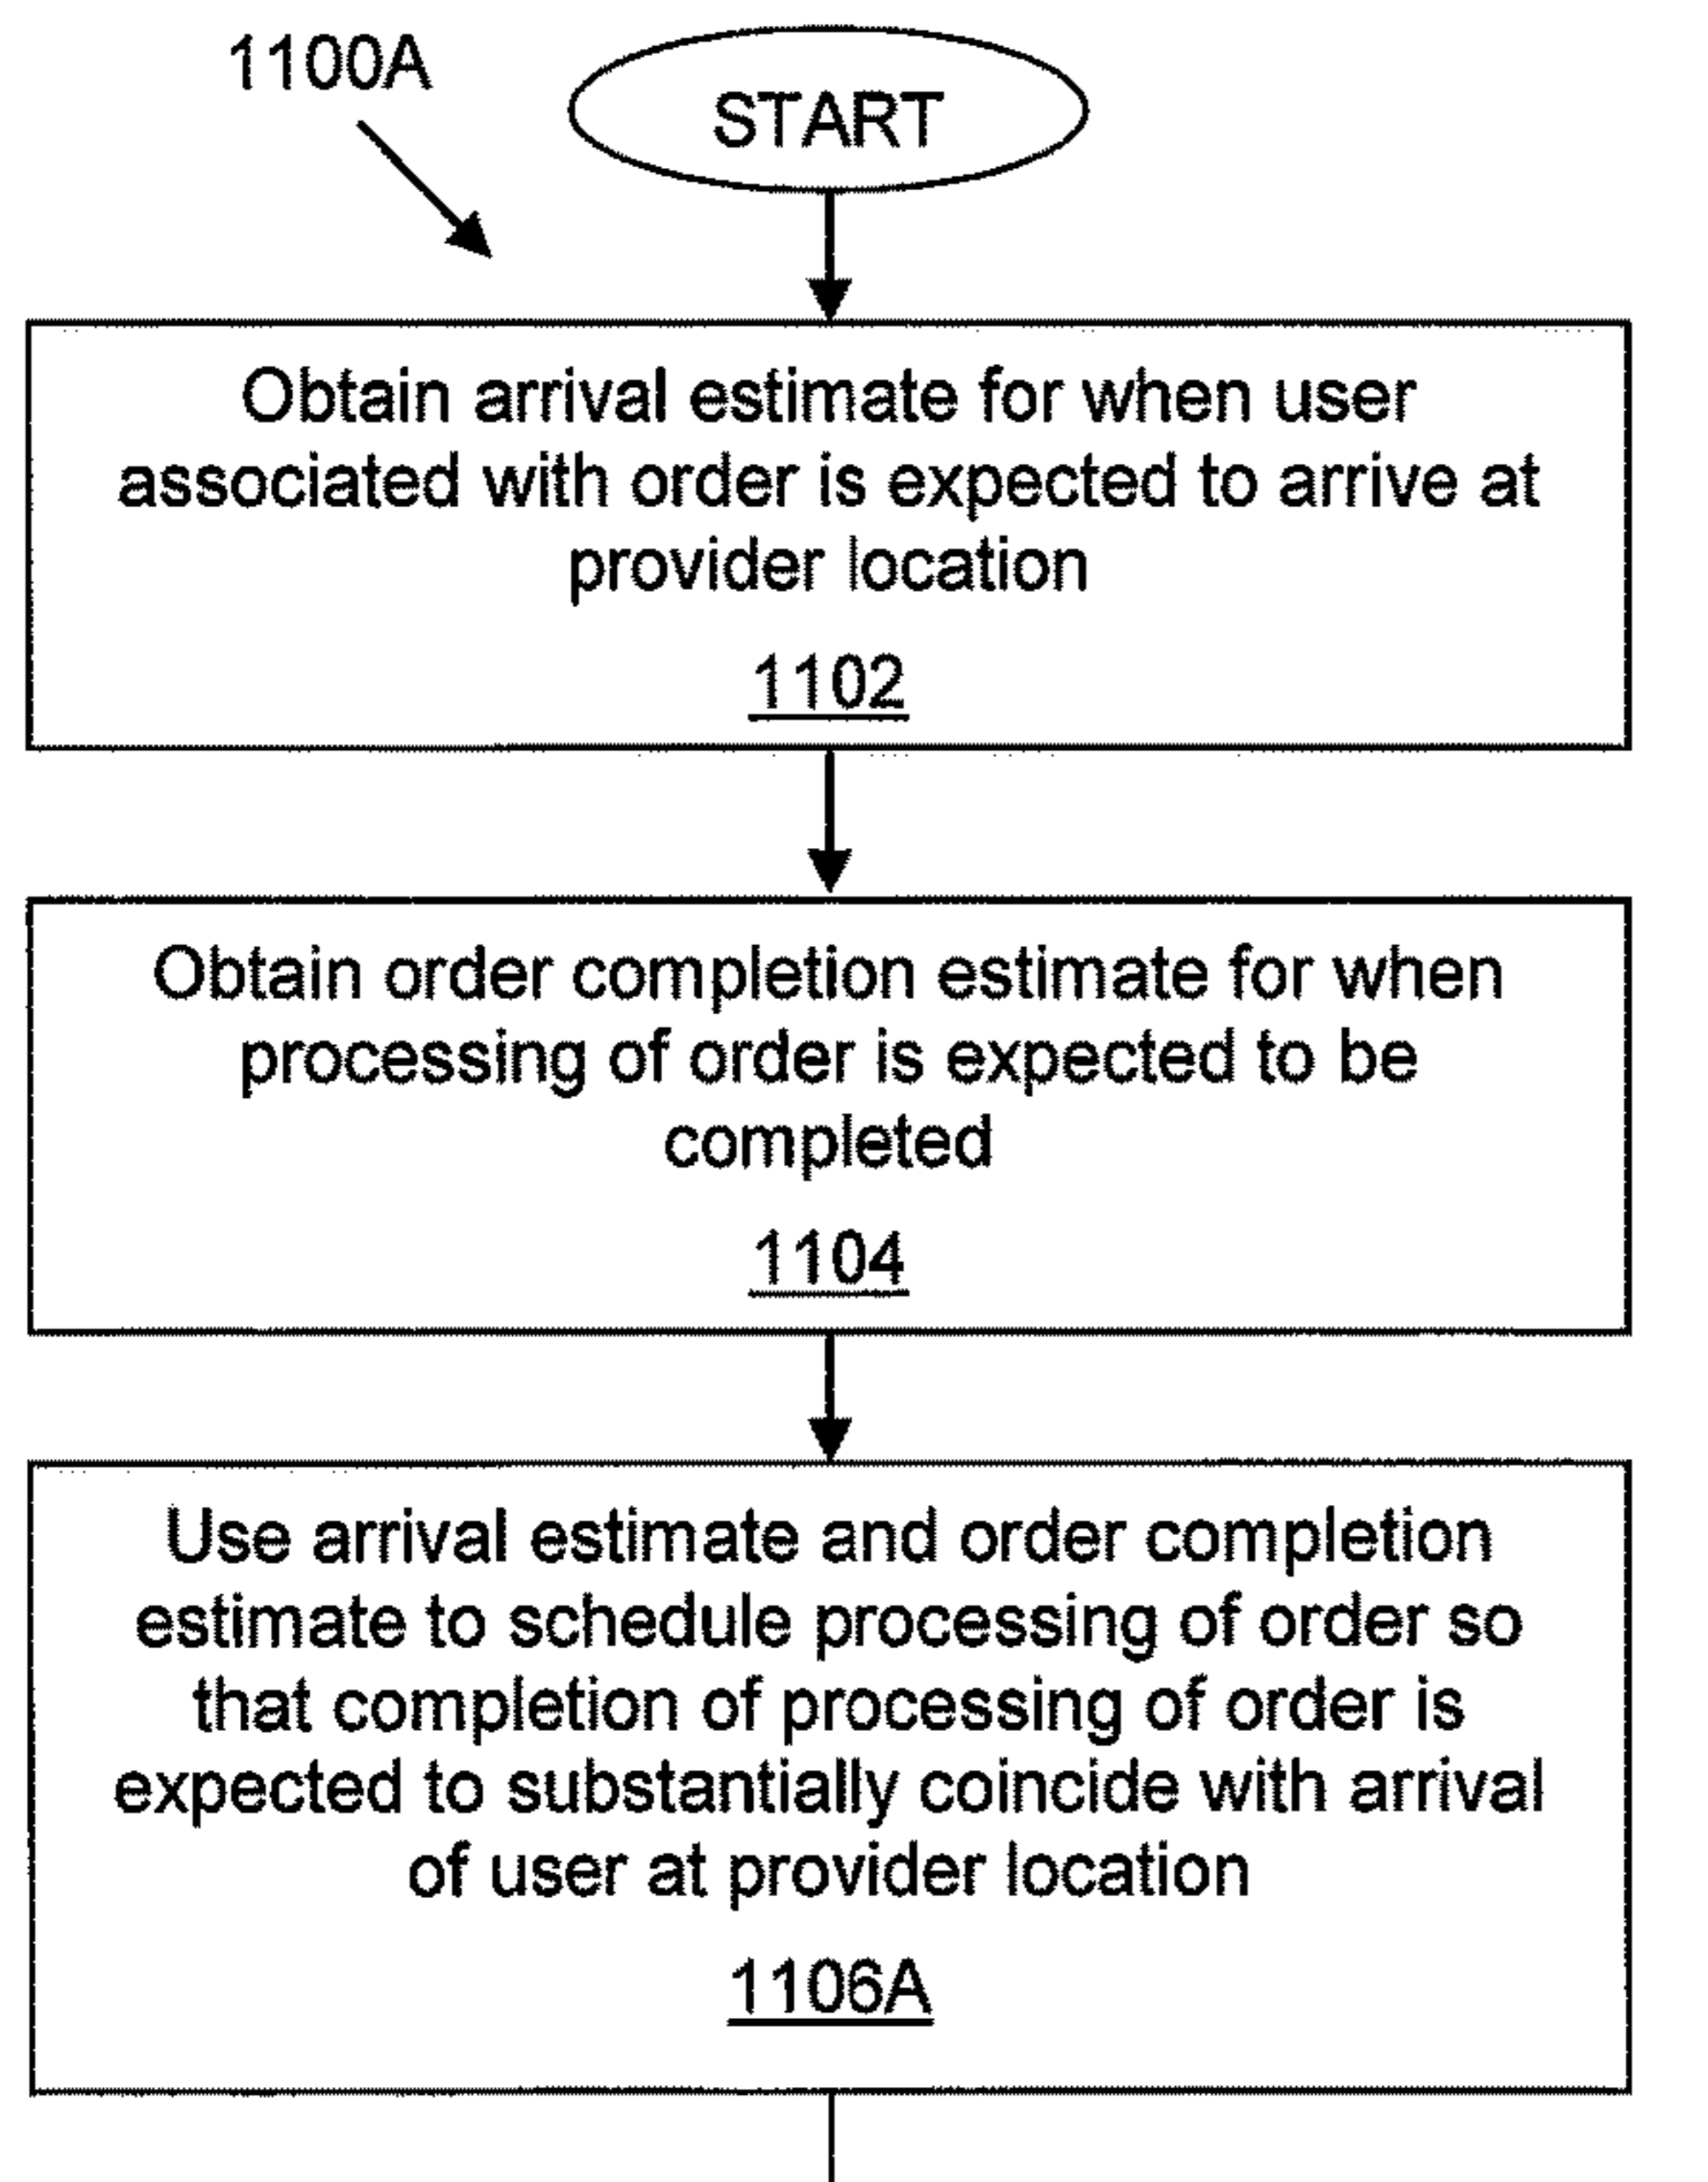 1100A
START
Obtain arrival estimate for when user
associated with order is expected to arrive at
provider location
1102
Obtain order completion estimate for when
processing of order is expected to be
completed
1104
Use arrival estimate and order completion
estimate to schedule processing of order so
that completion of processing of order is
expected to substantially coincide with arrival
of user at provider location
1106A